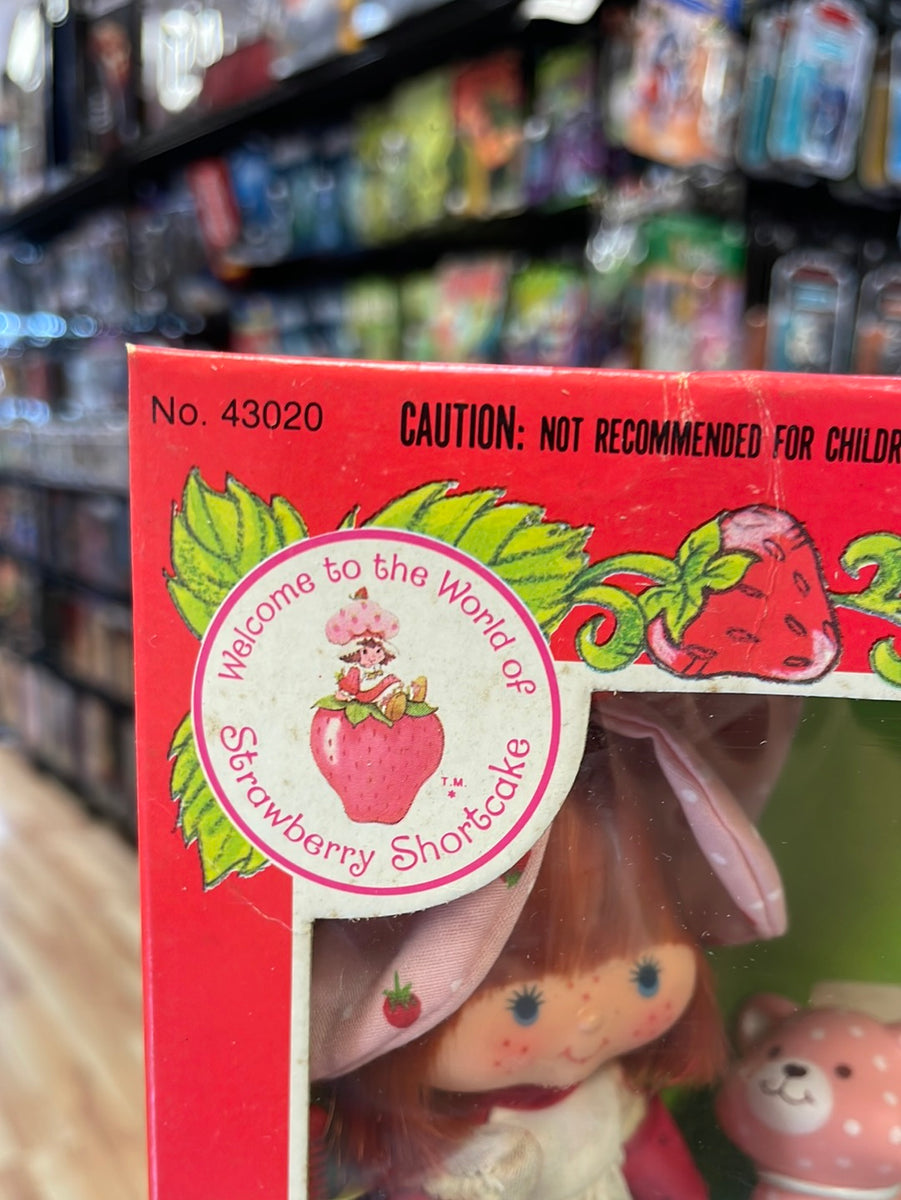 No. 43020
CAUTION: NOT RECOMMENDED FOR CHILDR
Welcome to the World of
Strawberry Shortcake
T.M.
*